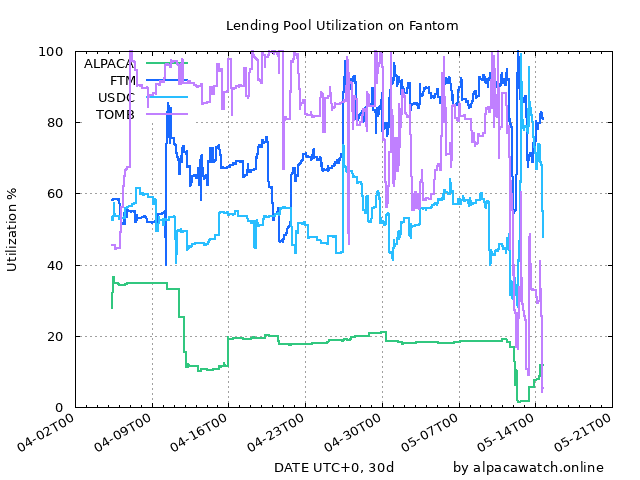 Lending Pool Utilization on Fantom
Utilization %
100
80
60
40
20
0
ALPACA
FTM
USDC
TOMB
04-02T00
04-09T00
04-16T00
04-23T00
04-30T00
05-07T00
05-14T00
05-21T00
DATE UTC+0, 30d
by alpacawatch.online